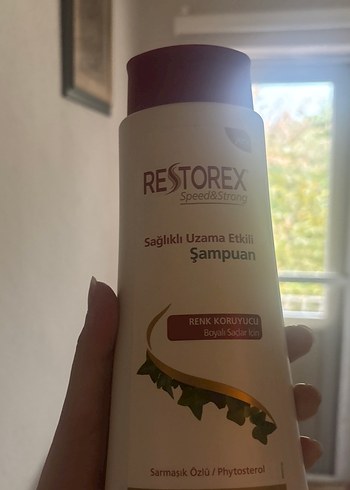 RESTOREX
Speed&Strong
Sağlıklı Uzama Etkili
Şampuan
RENK KORUYUCU
Boyalı Saçlar İçin
Sarmaşık Özlü / Phytosterol